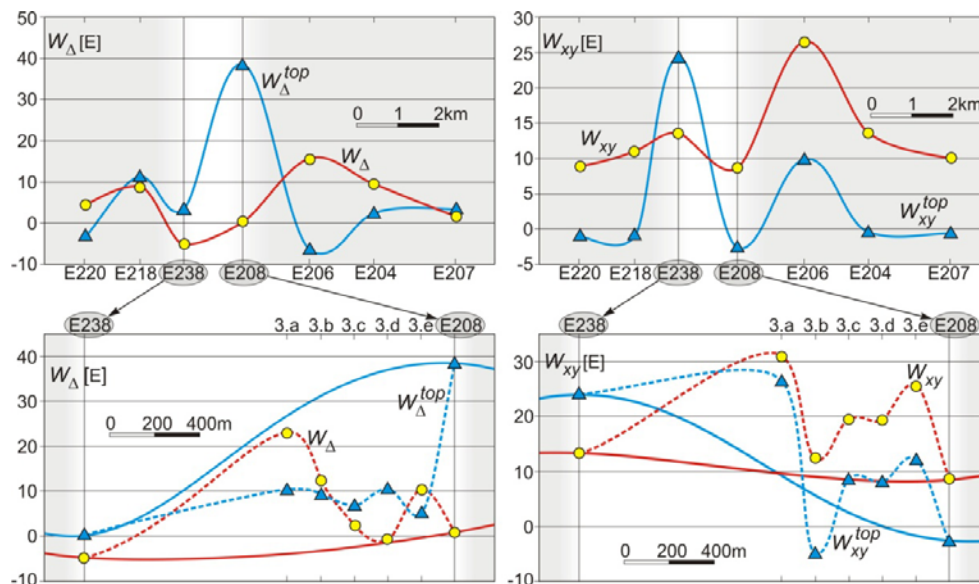 50
40
30
20
10
0
-10
W_Δ [E]
W_Δ^top
W_Δ
0 1 2km
E220 E218 E238 E208 E206 E204 E207
30
25
20
15
10
5
0
-5
W_xy [E]
W_xy
W_xy^top
0 1 2km
E220 E218 E238 E208 E206 E204 E207
E238 3.a 3.b 3.c 3.d 3.e E208
40
30
20
10
0
-10
W_Δ [E]
W_Δ^top
W_Δ
0 200 400m
E238 3.a 3.b 3.c 3.d 3.e E208
30
20
10
0
-10
W_xy [E]
W_xy
W_xy^top
0 200 400m